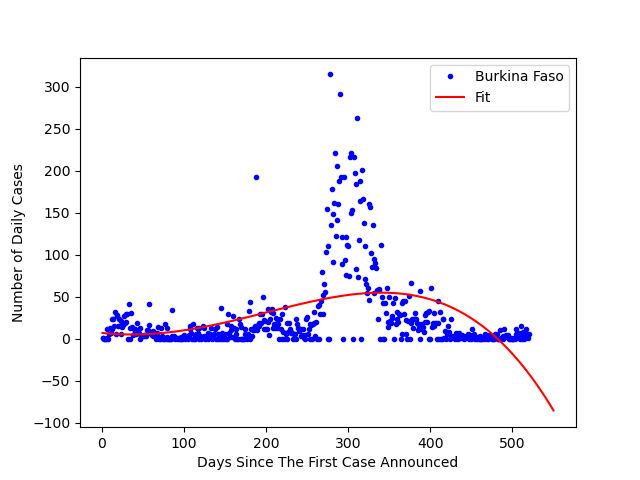 Burkina Faso
Fit
300
250
200
150
100
50
0
−50
−100
Number of Daily Cases
0 100 200 300 400 500
Days Since The First Case Announced